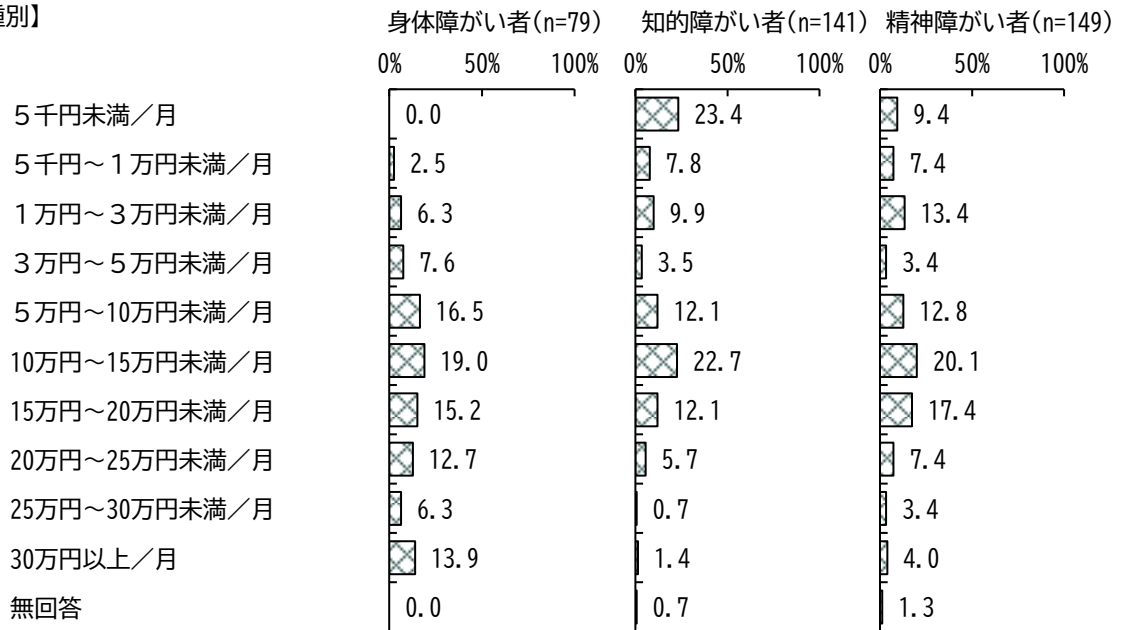 別】
身体障がい者(n=79) 知的障がい者(n=141) 精神障がい者(n=149)
0% 50% 100% 0% 50% 100% 0% 50% 100%
５千円未満／月 0.0 23.4 9.4
５千円～１万円未満／月 2.5 7.8 7.4
１万円～３万円未満／月 6.3 9.9 13.4
３万円～５万円未満／月 7.6 3.5 3.4
５万円～10万円未満／月 16.5 12.1 12.8
10万円～15万円未満／月 19.0 22.7 20.1
15万円～20万円未満／月 15.2 12.1 17.4
20万円～25万円未満／月 12.7 5.7 7.4
25万円～30万円未満／月 6.3 0.7 3.4
30万円以上／月 13.9 1.4 4.0
無回答 0.0 0.7 1.3